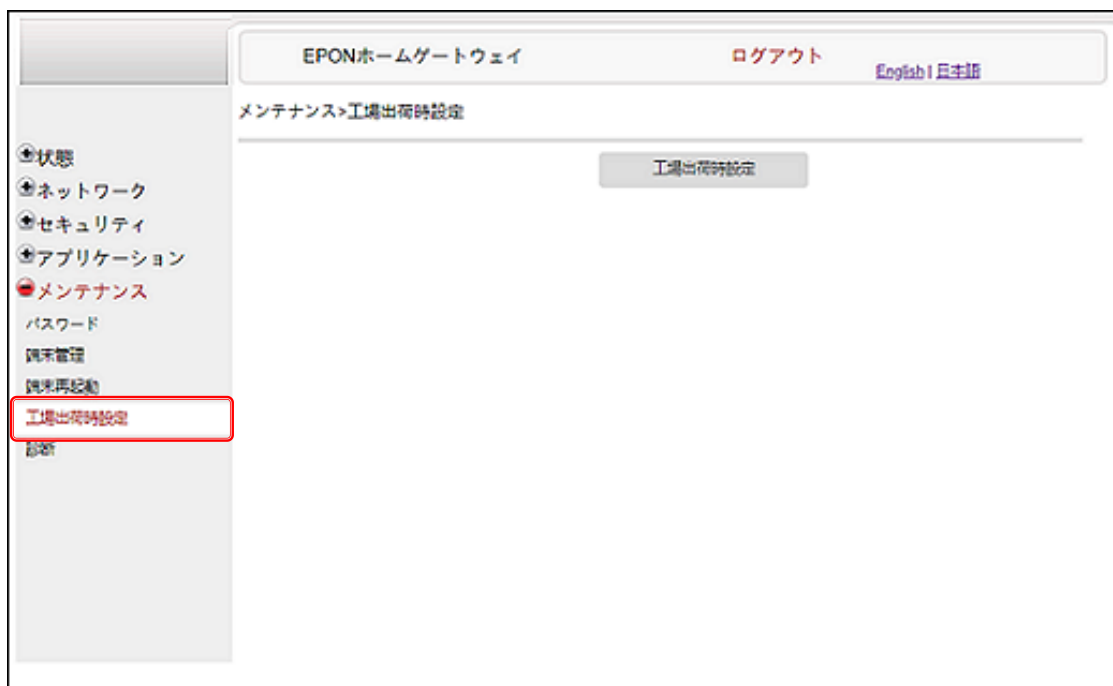 EPONホームゲートウェイ
ログアウト
English | 日本語
メンテナンス>工場出荷時設定
工場出荷時設定
状態
ネットワーク
セキュリティ
アプリケーション
メンテナンス
パスワード
端末管理
端末再起動
工場出荷時設定
診断